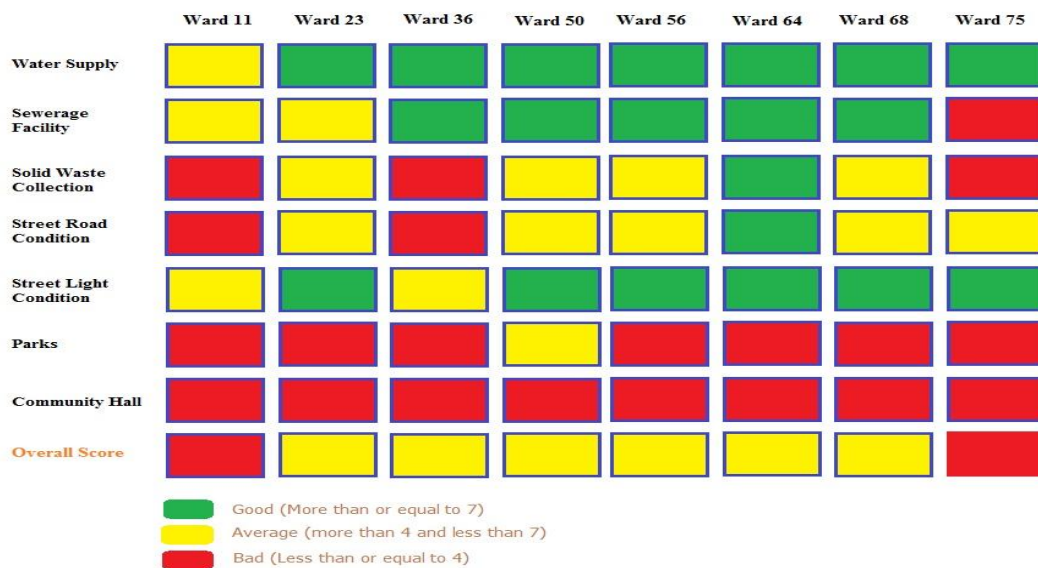 Ward 11 Ward 23 Ward 36 Ward 50 Ward 56 Ward 64 Ward 68 Ward 75
Water Supply
Sewerage
Facility
Solid Waste
Collection
Street Road
Condition
Street Light
Condition
Parks
Community Hall
Overall Score
Good (More than or equal to 7)
Average (more than 4 and less than 7)
Bad (Less than or equal to 4)